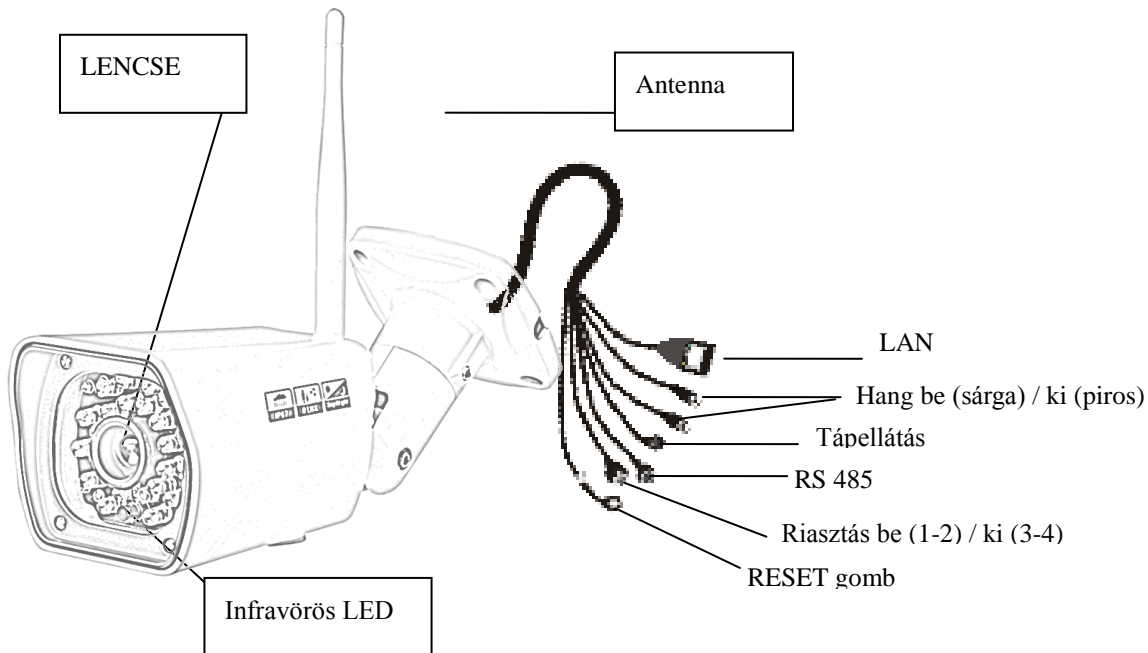 LENCSE
Antenna
LAN
Hang be (sárga) / ki (piros)
Tápellátás
RS 485
Riasztás be (1-2) / ki (3-4)
RESET gomb
Infravörös LED